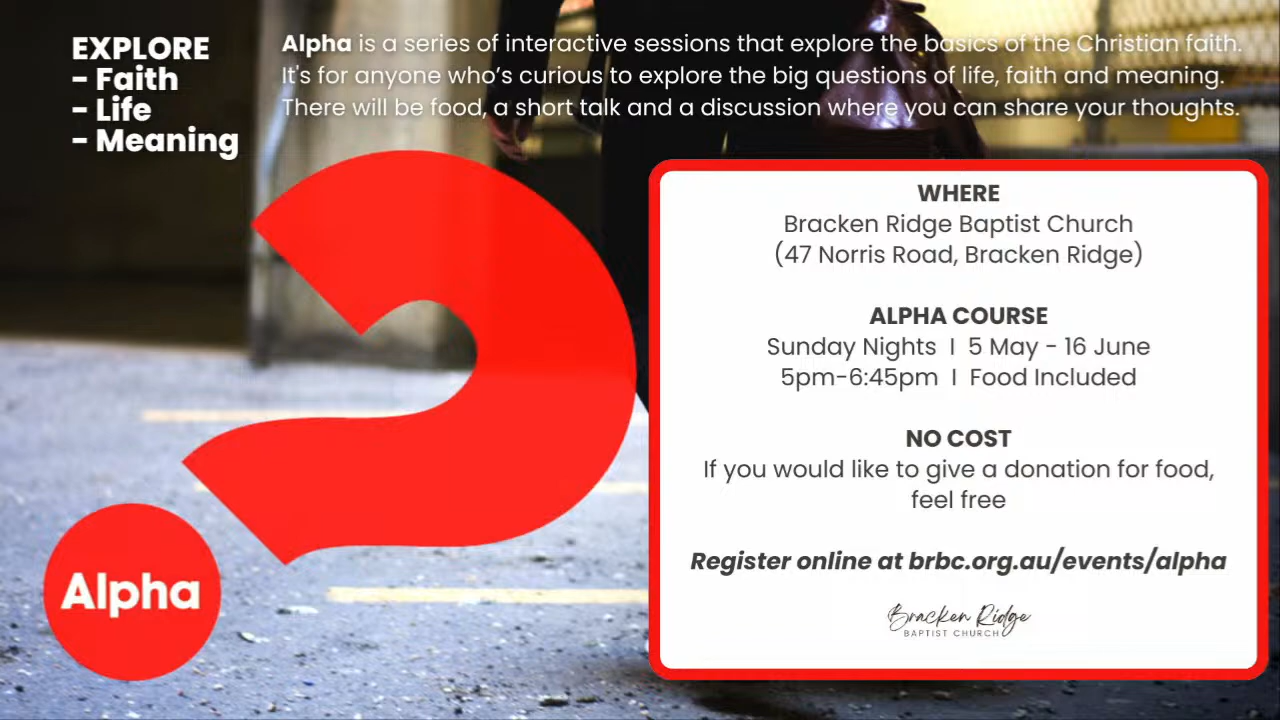 EXPLORE
- Faith
- Life
- Meaning
Alpha is a series of interactive sessions that explore the basics of the Christian faith.
It's for anyone who's curious to explore the big questions of life, faith and meaning.
There will be food, a short talk and a discussion where you can share your thoughts.
WHERE
Bracken Ridge Baptist Church
(47 Norris Road, Bracken Ridge)
ALPHA COURSE
Sunday Nights I 5 May - 16 June
5pm-6:45pm I Food Included
NO COST
If you would like to give a donation for food,
feel free
Register online at brbc.org.au/events/alpha
Bracken Ridge
BAPTIST CHURCH
Alpha